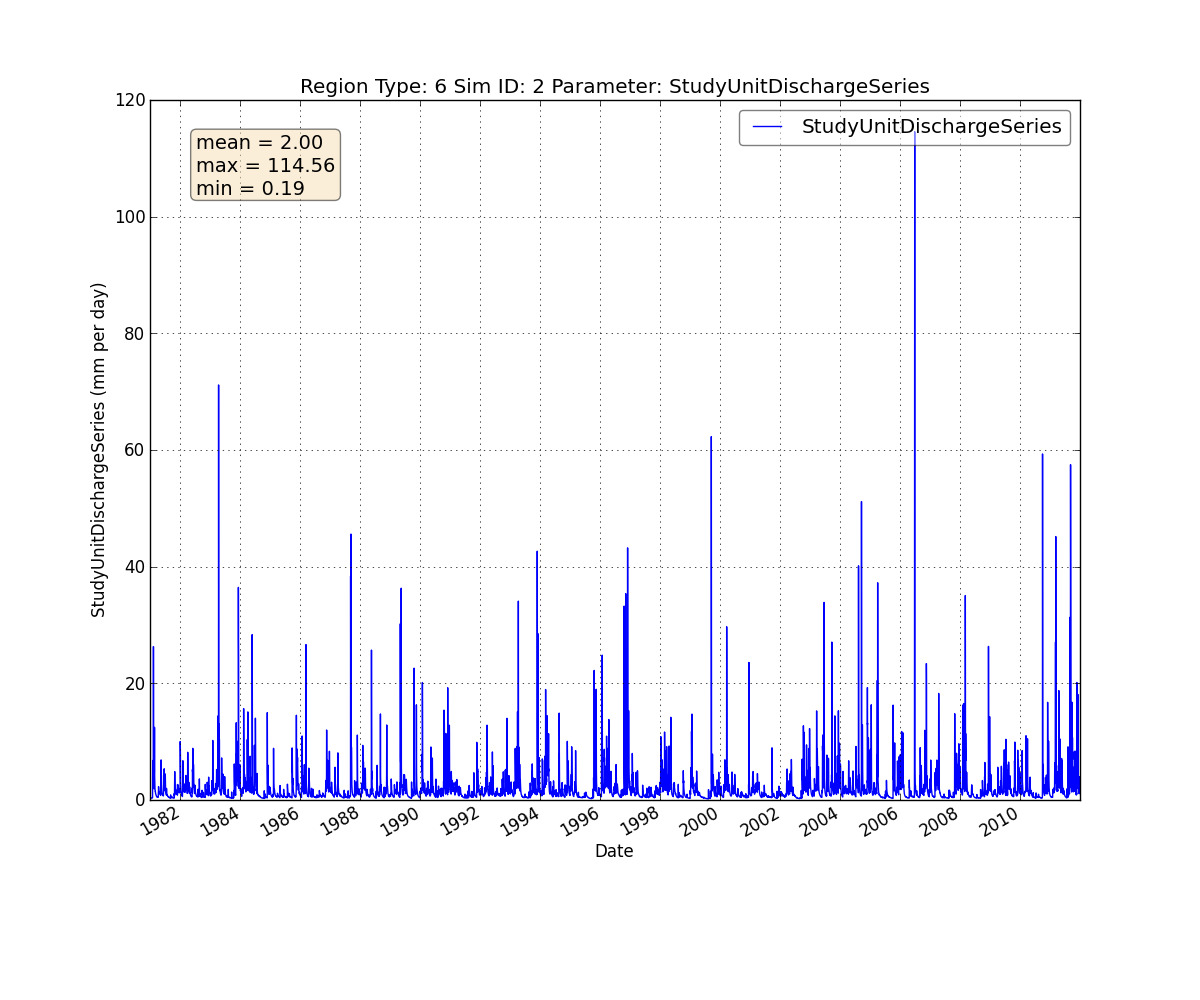 Region Type: 6 Sim ID: 2 Parameter: StudyUnitDischargeSeries
StudyUnitDischargeSeries
mean = 2.00
max = 114.56
min = 0.19
120
100
80
60
40
20
0
StudyUnitDischargeSeries (mm per day)
1982 1984 1986 1988 1990 1992 1994 1996 1998 2000 2002 2004 2006 2008 2010
Date